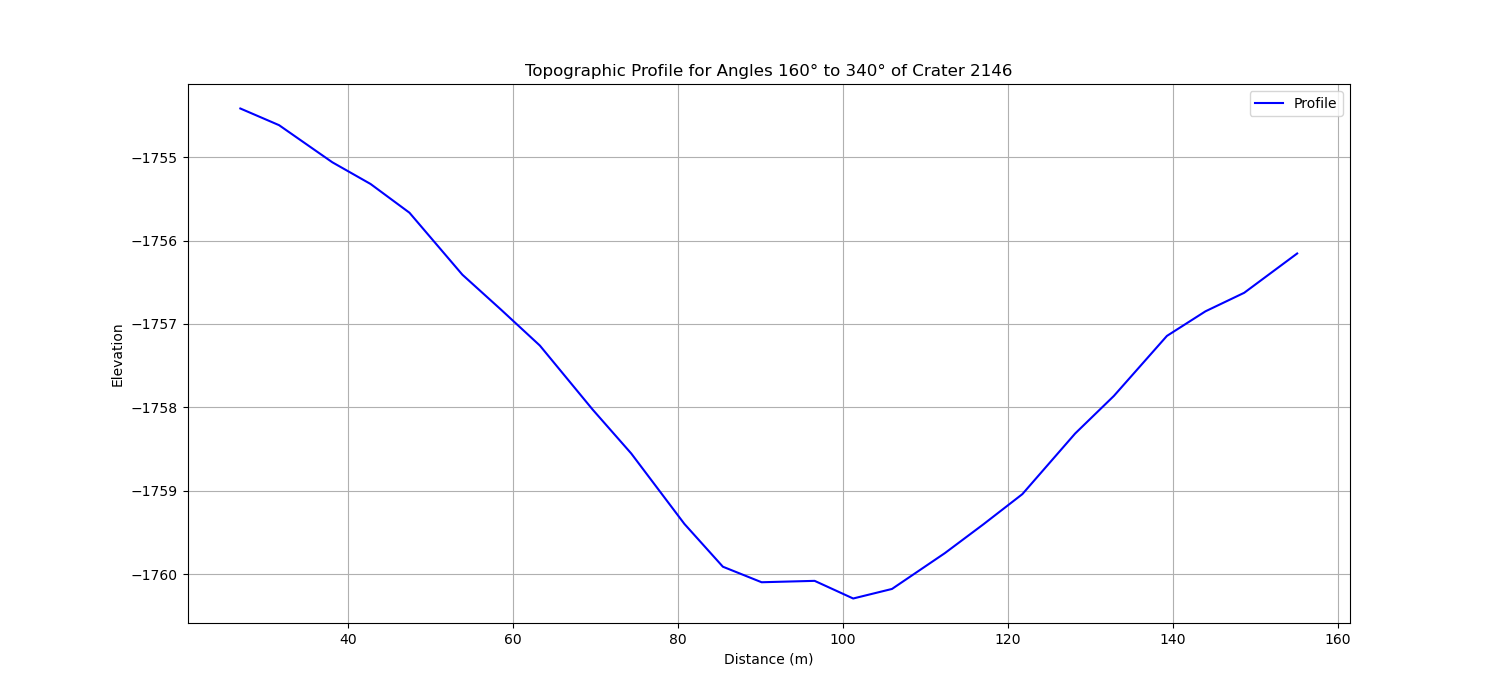 Topographic Profile for Angles 160° to 340° of Crater 2146
Profile
Elevation
−1755
−1756
−1757
−1758
−1759
−1760
40 60 80 100 120 140 160
Distance (m)